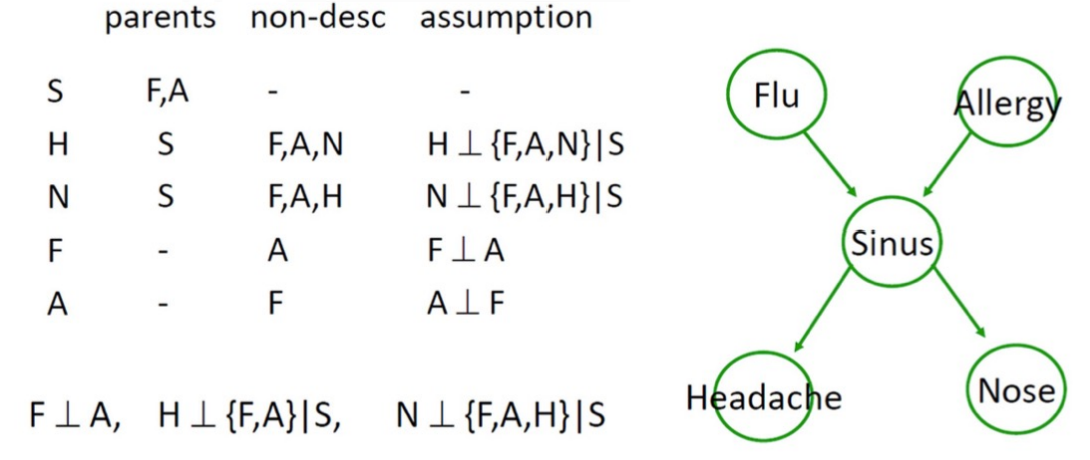 parents non-desc assumption
S F,A - -
H S F,A,N H ⊥ {F,A,N}|S
N S F,A,H N ⊥ {F,A,H}|S
F - A F ⊥ A
A - F A ⊥ F
F ⊥ A, H ⊥ {F,A}|S, N ⊥ {F,A,H}|S
Flu
Allergy
Sinus
Headache
Nose